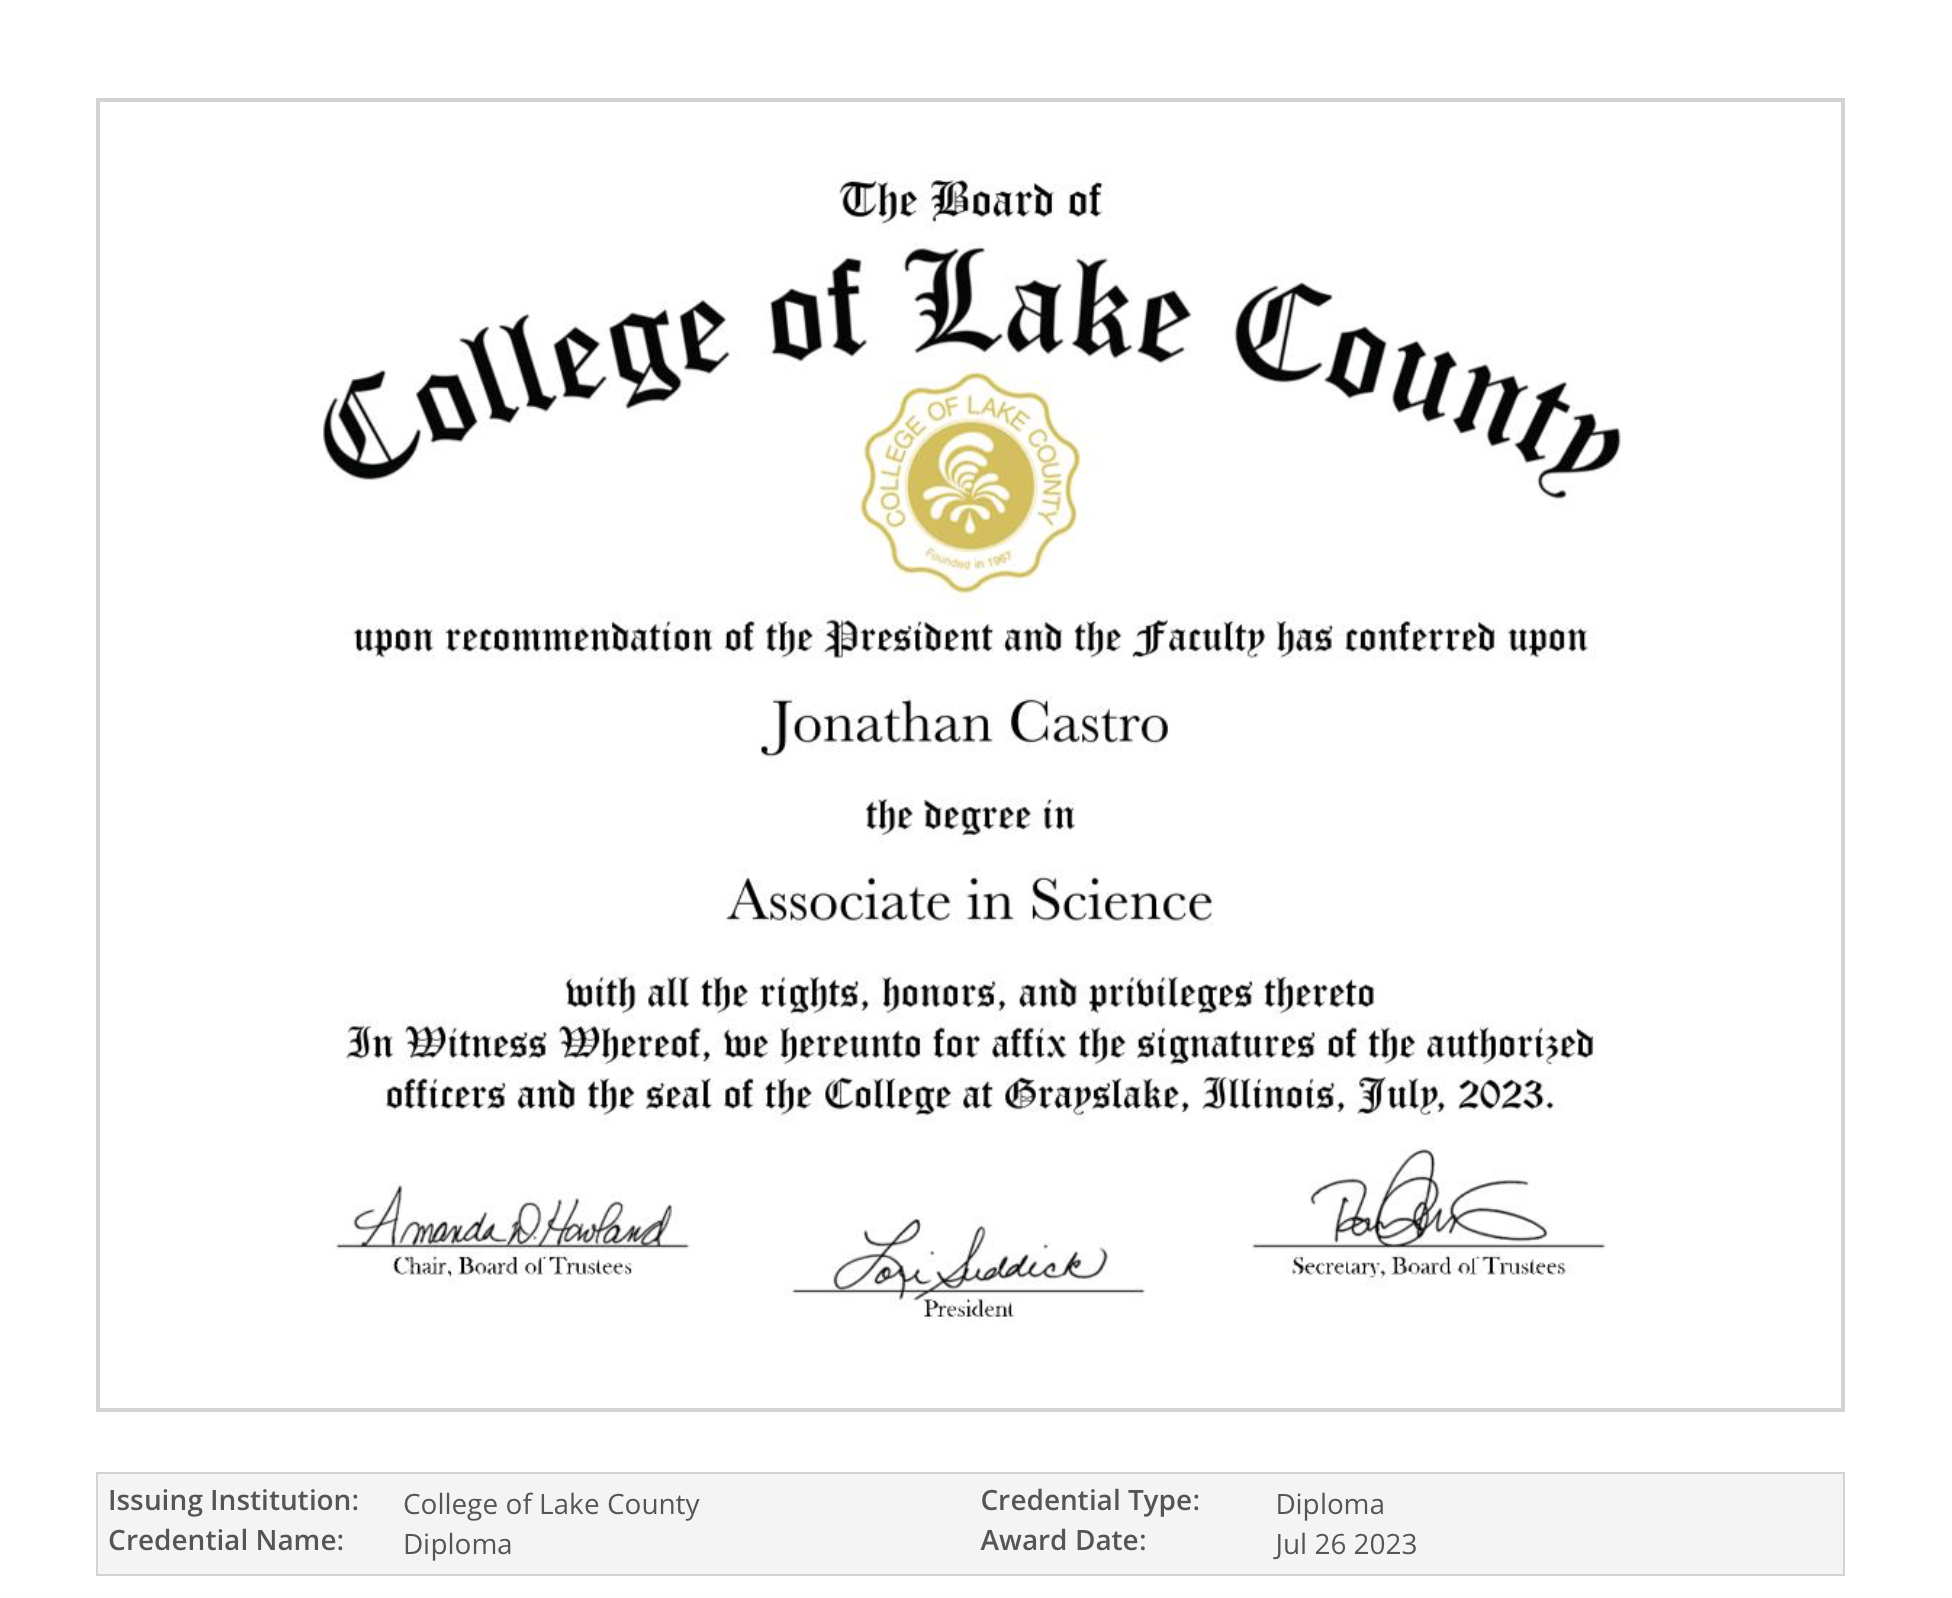 The Board of
College of Lake County
COLLEGE OF LAKE COUNTY
Founded in 1967
upon recommendation of the President and the Faculty has conferred upon
Jonathan Castro
the degree in
Associate in Science
with all the rights, honors, and privileges thereto
In Witness Whereof, we hereunto for affix the signatures of the authorized
officers and the seal of the College at Grayslake, Illinois, July, 2023.
Amanda D. Howland
Chair, Board of Trustees
Lori Suddick
President
Secretary, Board of Trustees
Issuing Institution: College of Lake County Credential Type: Diploma
Credential Name: Diploma Award Date: Jul 26 2023